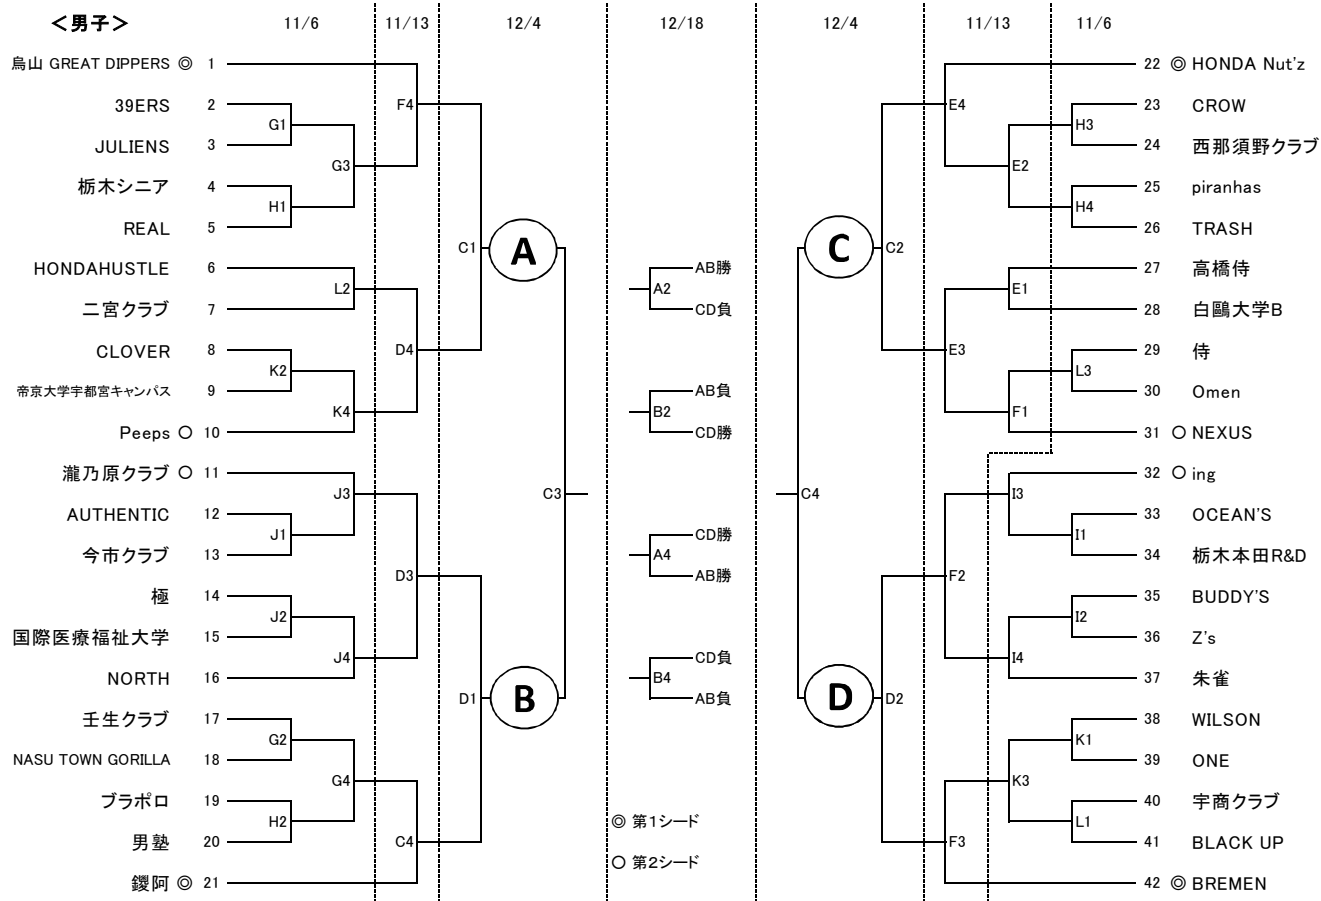 ＜男子＞ 11/6 11/13 12/4 12/18 12/4 11/13 11/6
烏山 GREAT DIPPERS ◎ 1
39ERS 2
JULIENS 3
栃木シニア 4
REAL 5
HONDAHUSTLE 6
二宮クラブ 7
CLOVER 8
帝京大学宇都宮キャンパス 9
Peeps ○ 10
瀧乃原クラブ ○ 11
AUTHENTIC 12
今市クラブ 13
極 14
国際医療福祉大学 15
NORTH 16
壬生クラブ 17
NASU TOWN GORILLA 18
ブラポロ 19
男塾 20
鑁阿 ◎ 21
G1
H1
K2
J1
J2
G2
H2
G3
L2
K4
J3
J4
G4
F4
D4
D3
C4
C1
D1
A
B
C3
AB勝
A2
CD負
AB負
B2
CD勝
CD勝
A4
AB勝
CD負
B4
AB負
◎ 第1シード
○ 第2シード
C4
C
D
C2
D2
E4
E3
F2
F3
E2
E1
F1
I3
I4
K3
H3
H4
L3
I1
I2
K1
L1
22 ◎ HONDA Nut'z
23 CROW
24 西那須野クラブ
25 piranhas
26 TRASH
27 高橋侍
28 白鷗大学B
29 侍
30 Omen
31 ○ NEXUS
32 ○ ing
33 OCEAN'S
34 栃木本田R&D
35 BUDDY'S
36 Z's
37 朱雀
38 WILSON
39 ONE
40 宇商クラブ
41 BLACK UP
42 ◎ BREMEN